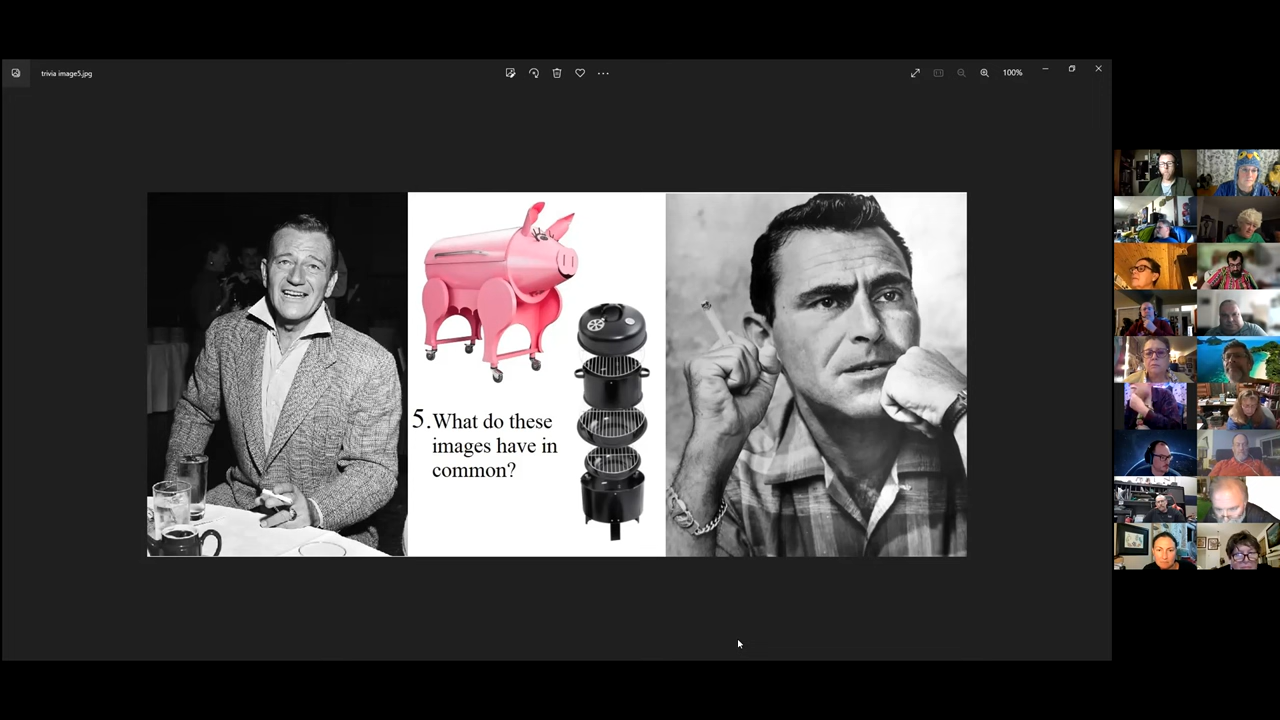 trivia image5.jpg
100%
5.What do these
images have in
common?